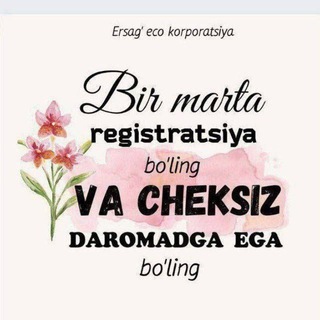 Ersag' eco korporatsiya
Bir marta
registratsiya
bo'ling
VA CHEKSIZ
DAROMADGA EGA
bo'ling